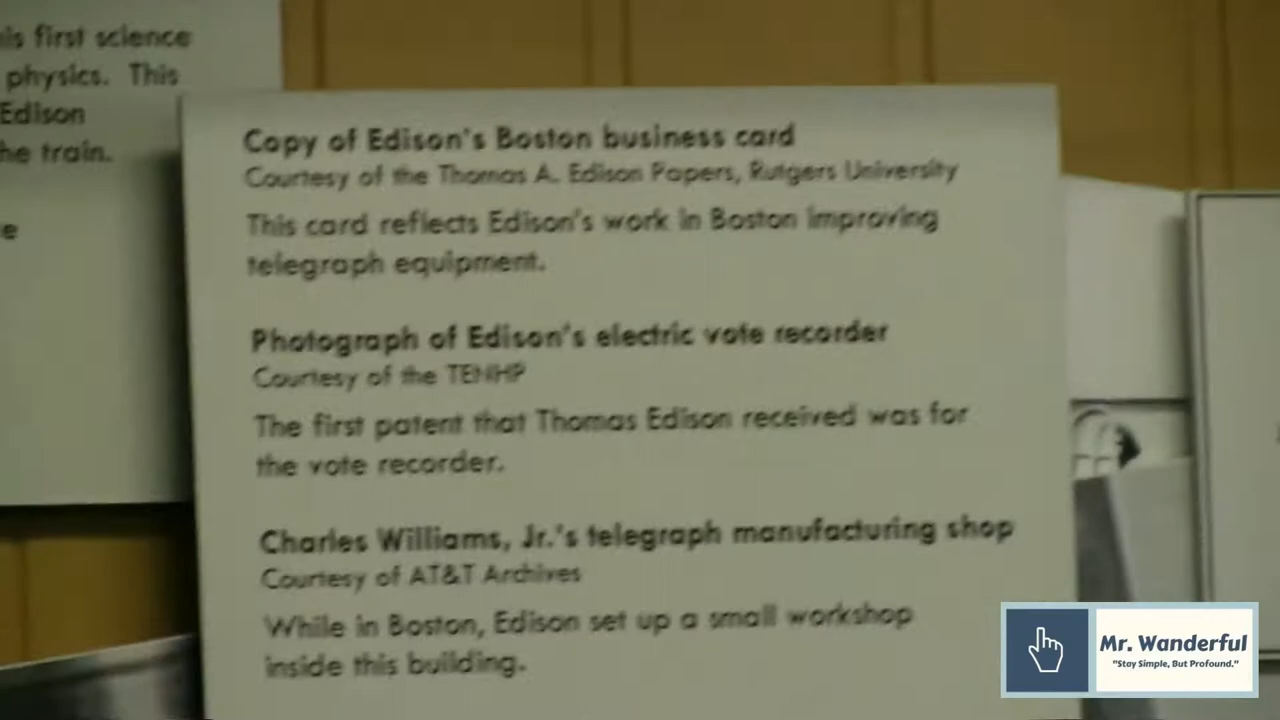 his first science
physics. This
Edison
he train.
e
Copy of Edison's Boston business card
Courtesy of the Thomas A. Edison Papers, Rutgers University
This card reflects Edison's work in Boston improving
telegraph equipment.
Photograph of Edison's electric vote recorder
Courtesy of the TENHP
The first patent that Thomas Edison received was for
the vote recorder.
Charles Williams, Jr.'s telegraph manufacturing shop
Courtesy of AT&T Archives
While in Boston, Edison set up a small workshop
inside this building.
Mr. Wanderful
"Stay Simple, But Profound."